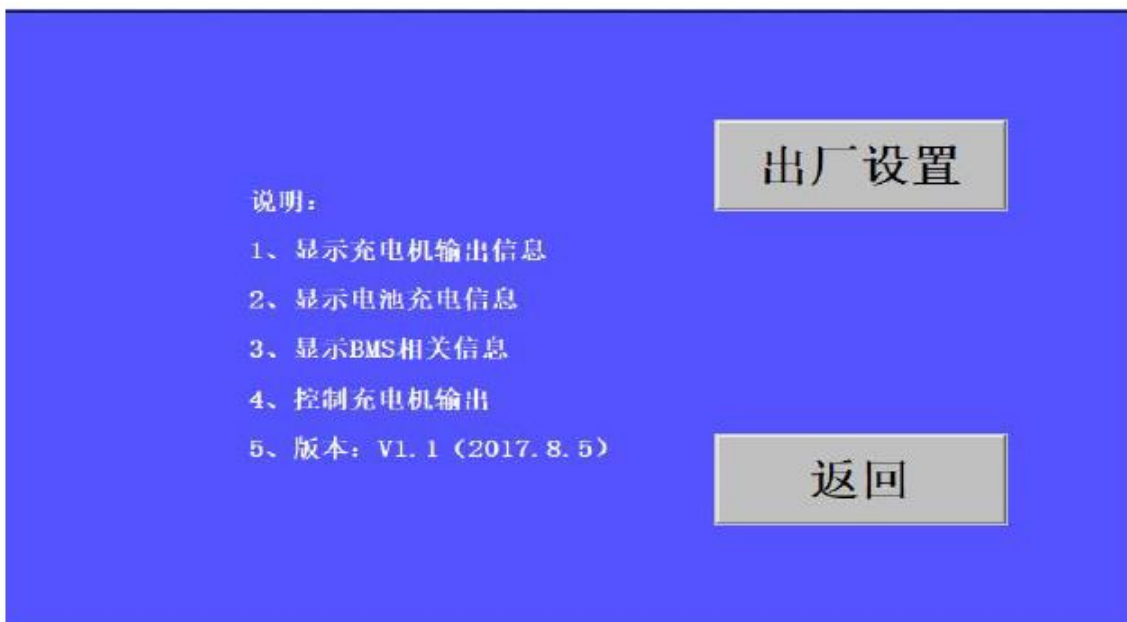 出厂设置
说明：
1、显示充电机输出信息
2、显示电池充电信息
3、显示BMS相关信息
4、控制充电机输出
5、版本：V1.1（2017.8.5）
返回